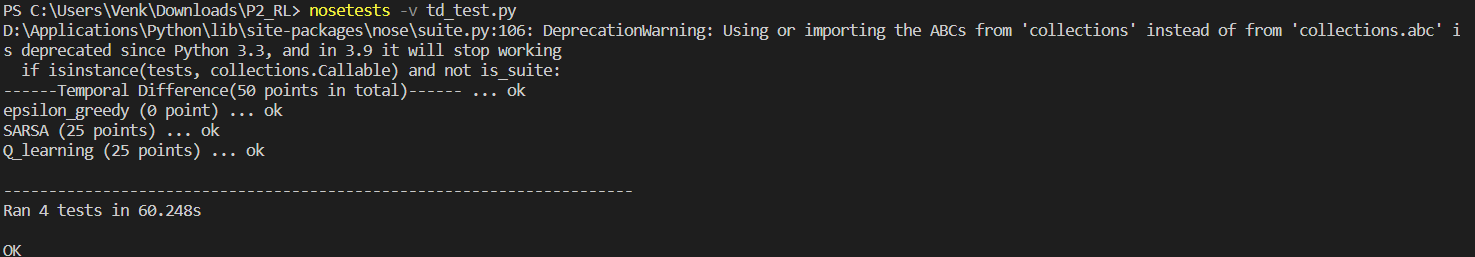 PS C:\Users\Venk\Downloads\P2_RL> nosetests -v td_test.py
D:\Applications\Python\lib\site-packages\nose\suite.py:106: DeprecationWarning: Using or importing the ABCs from 'collections' instead of from 'collections.abc' i
s deprecated since Python 3.3, and in 3.9 it will stop working
  if isinstance(tests, collections.Callable) and not is_suite:
------Temporal Difference(50 points in total)------ ... ok
epsilon_greedy (0 point) ... ok
SARSA (25 points) ... ok
Q_learning (25 points) ... ok

----------------------------------------------------------------------
Ran 4 tests in 60.248s

OK